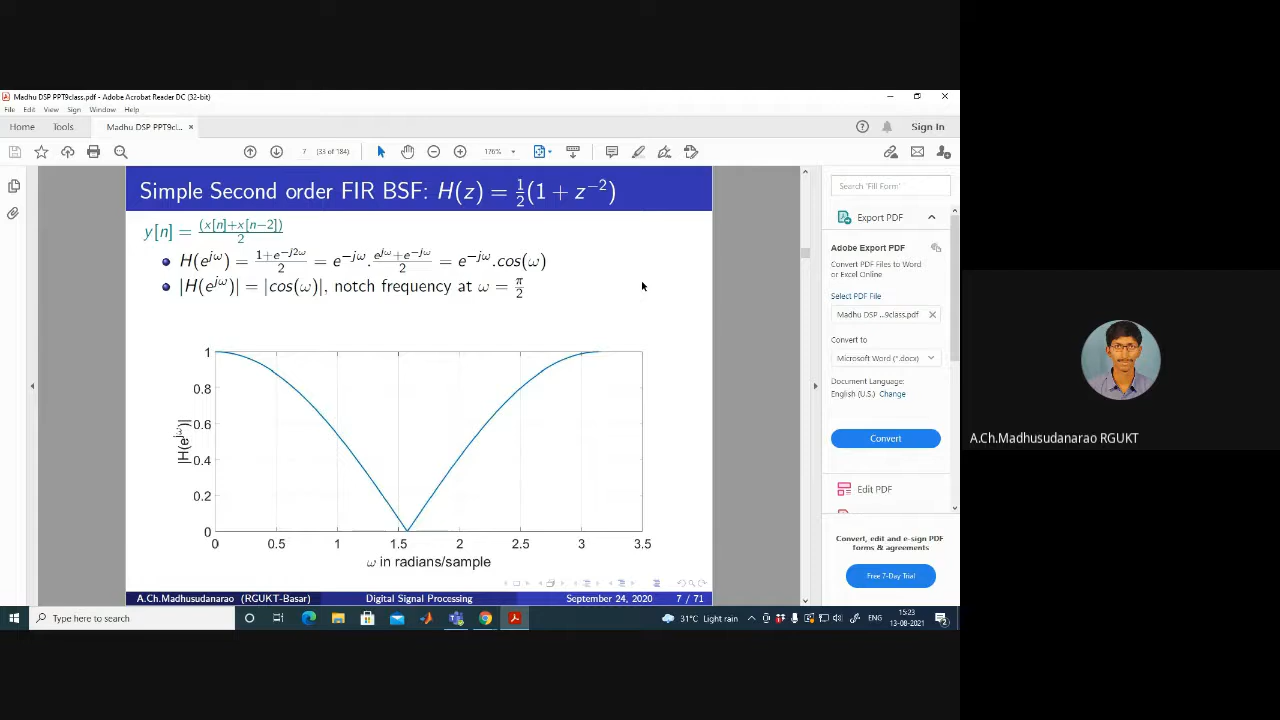 Madhu DSP PPT9class.pdf - Adobe Acrobat Reader DC (32-bit)
File Edit View Sign Window Help
Home Tools Madhu DSP PPT9cl... × Sign In
7 (33 of 184) 176%
Simple Second order FIR BSF: H(z) = ½(1 + z⁻²)
y[n] = (x[n]+x[n−2])/2
H(e^{jω}) = (1+e^{−j2ω})/2 = e^{−jω}.(e^{jω}+e^{−jω})/2 = e^{−jω}.cos(ω)
|H(e^{jω})| = |cos(ω)|, notch frequency at ω = π/2
1
0.8
0.6
0.4
0.2
0
|H(e^{jω})|
0 0.5 1 1.5 2 2.5 3 3.5
ω in radians/sample
A.Ch.Madhusudanarao (RGUKT-Basar) Digital Signal Processing September 24, 2020 7 / 71
Search 'Fill Form'
Export PDF
Adobe Export PDF
Convert PDF Files to Word
or Excel Online
Select PDF File
Madhu DSP ...9class.pdf
Convert to
Microsoft Word (*.docx)
Document Language:
English (U.S.) Change
Convert
Edit PDF
Convert, edit and e-sign PDF
forms & agreements
Free 7-Day Trial
Type here to search
31°C Light rain
ENG
15:23
13-08-2021
2
A.Ch.Madhusudanarao RGUKT